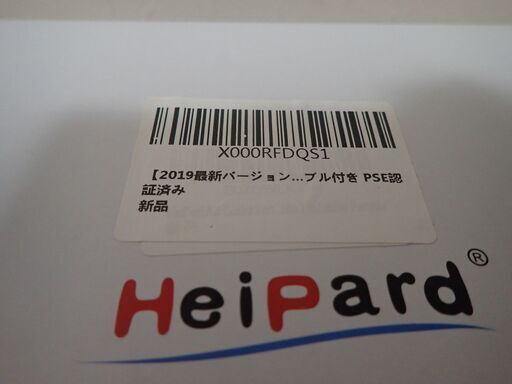 X000RFDQS1
【2019最新バージョン...ブル付き PSE認
証済み
新品
HeiPard®